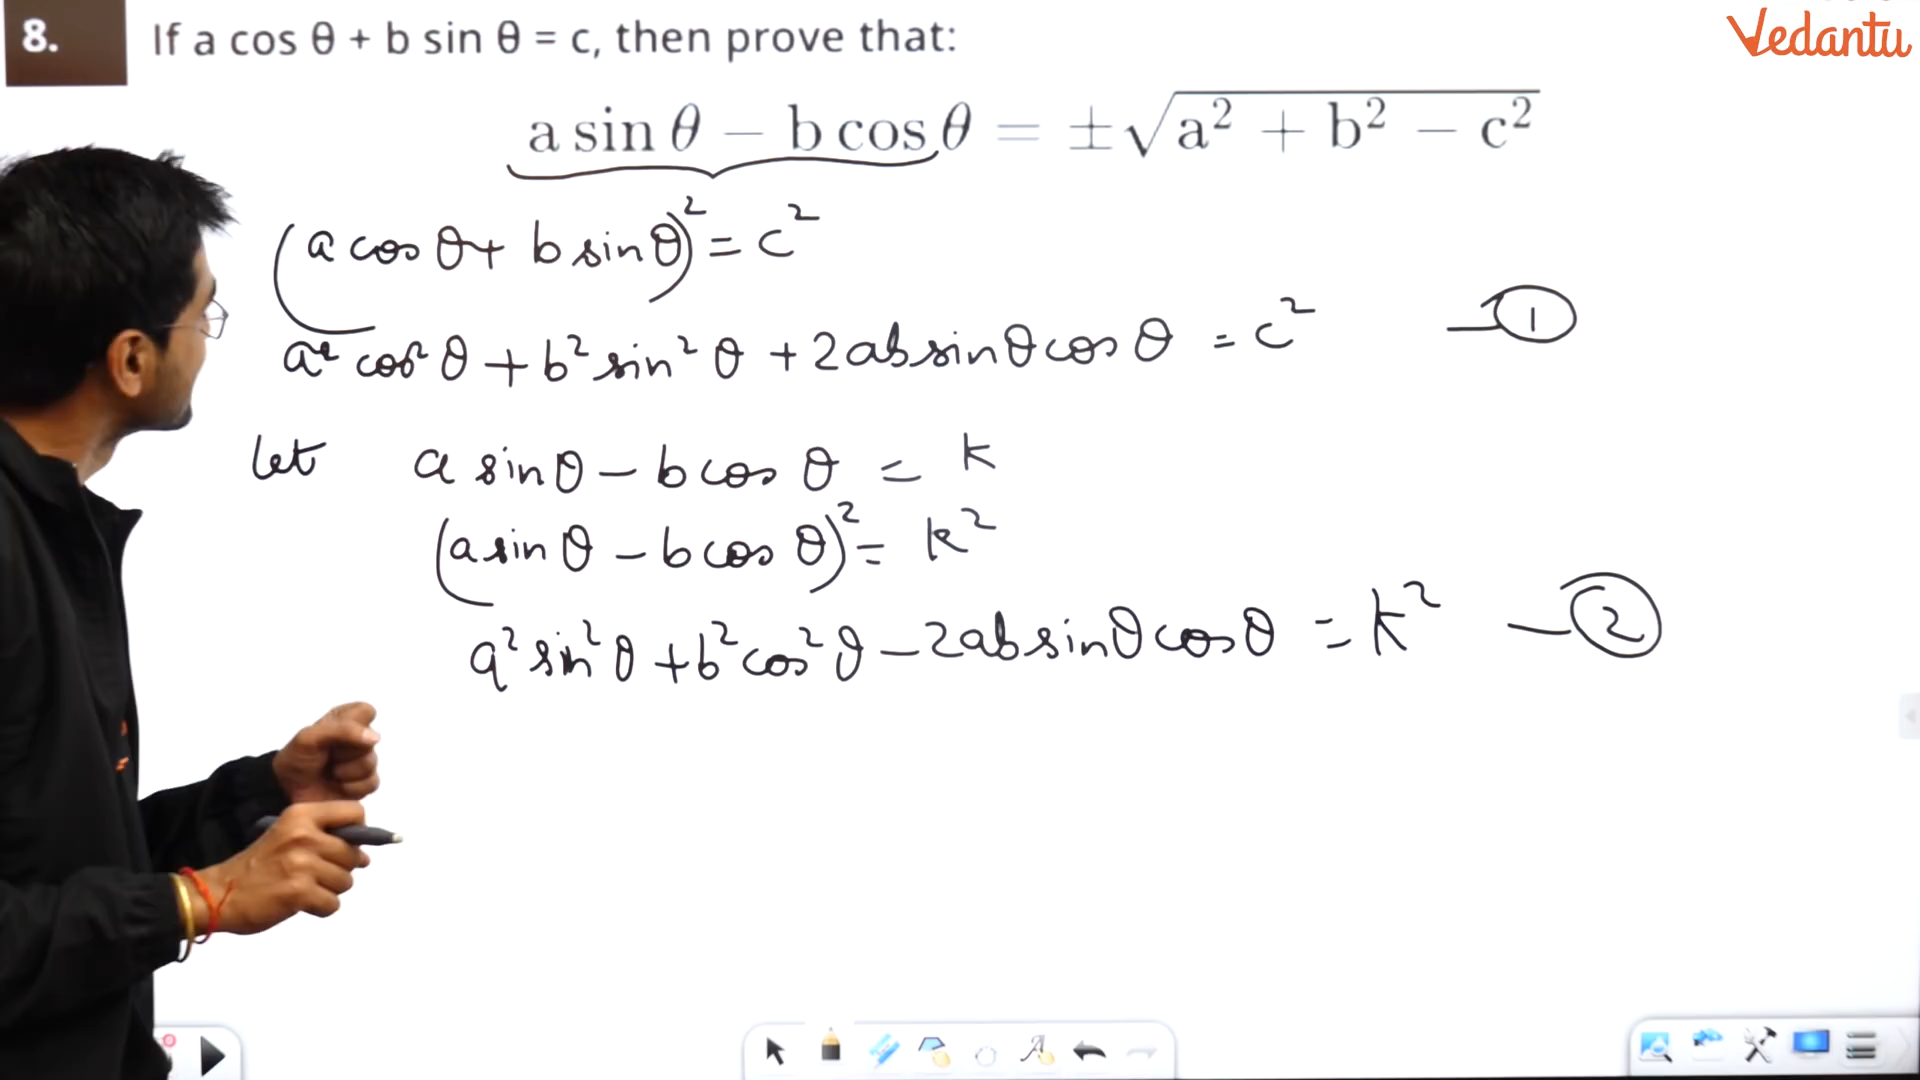 8. If a cos θ + b sin θ = c, then prove that:
Vedantu
a sin θ − b cos θ = ±√a² + b² − c²
(a cos θ + b sin θ)² = c²
a² cos² θ + b² sin² θ + 2ab sin θ cos θ = c² — 1
let a sin θ − b cos θ = k
(a sin θ − b cos θ)² = k²
a² sin² θ + b² cos² θ − 2ab sin θ cos θ = k² — 2